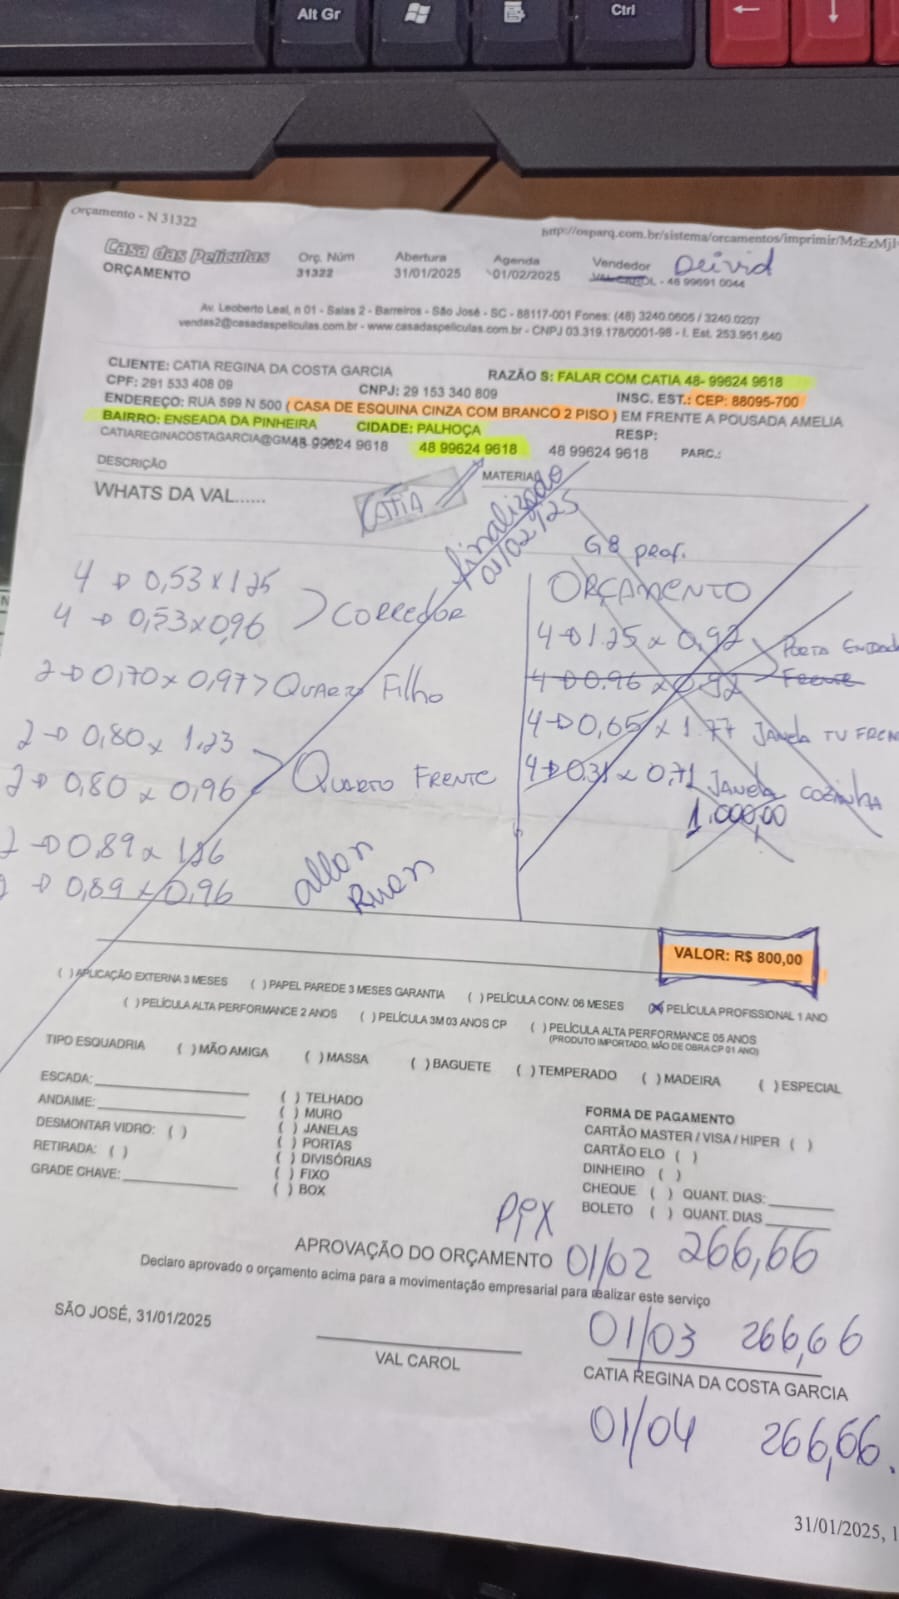 Alt Gr
Ctrl
Orçamento - N 31322
http://osparq.com.br/sistema/orcamentos/imprimir/MzEzMjI
Casa das Películas
ORÇAMENTO
Orç. Núm
31322
Abertura
31/01/2025
Agenda
01/02/2025
Vendedor Deivid
VAL CAROL - 48 99691 0044
Av. Leoberto Leal, n 01 - Salas 2 - Barreiros - São José - SC - 88117-001 Fones: (48) 3240.0605 / 3240.0207
vendas2@casadaspeliculas.com.br - www.casadaspeliculas.com.br - CNPJ 03.319.178/0001-98 - I. Est. 253.951.640
CLIENTE: CATIA REGINA DA COSTA GARCIA RAZÃO S: FALAR COM CATIA 48- 99624 9618
CPF: 291 533 408 09 CNPJ: 29 153 340 809 INSC. EST.: CEP: 88095-700
ENDEREÇO: RUA 599 N 500 ( CASA DE ESQUINA CINZA COM BRANCO 2 PISO ) EM FRENTE A POUSADA AMELIA
BAIRRO: ENSEADA DA PINHEIRA CIDADE: PALHOÇA RESP:
CATIAREGINACOSTAGARCIA@GMA48 99624 9618 48 99624 9618 48 99624 9618 PARC.:
DESCRIÇÃO MATERIAL
WHATS DA VAL......
CATIA
finalizado
01/02/25
G8 prof.
ORÇAMENTO
4 → 0,53 x 1.25
4 → 0,53 x 0,96 > CORREDOR
2 → 0,70 x 0,97 > QUARTO Filho
2 → 0,80 x 1.23
2 → 0,80 x 0,96 QUARTO FRENTE
2 → 0,89 x 1,26
2 → 0,89 x 0,96
allan
Ruan
4 → 1.25 x 0,92 PORTA ENTRADA
4 → 0.96 x 0,92 FRENTE
4 → 0,65 x 1.77 JANELA TV FREN
4 → 0.31 x 0,71 JANELA COZINHA
1.000,00
VALOR: R$ 800,00
( ) APLICAÇÃO EXTERNA 3 MESES ( ) PAPEL PAREDE 3 MESES GARANTIA ( ) PELÍCULA CONV. 06 MESES (X) PELÍCULA PROFISSIONAL 1 ANO
( ) PELÍCULA ALTA PERFORMANCE 2 ANOS ( ) PELÍCULA 3M 03 ANOS CP ( ) PELÍCULA ALTA PERFORMANCE 05 ANOS
(PRODUTO IMPORTADO, MÃO DE OBRA CP 01 ANO)
TIPO ESQUADRIA ( ) MÃO AMIGA ( ) MASSA ( ) BAGUETE ( ) TEMPERADO ( ) MADEIRA ( ) ESPECIAL
ESCADA:
ANDAIME:
DESMONTAR VIDRO: ( )
RETIRADA: ( )
GRADE CHAVE:
( ) TELHADO
( ) MURO
( ) JANELAS
( ) PORTAS
( ) DIVISÓRIAS
( ) FIXO
( ) BOX
FORMA DE PAGAMENTO
CARTÃO MASTER / VISA / HIPER ( )
CARTÃO ELO ( )
DINHEIRO ( )
CHEQUE ( ) QUANT. DIAS:
BOLETO ( ) QUANT. DIAS
Pix
APROVAÇÃO DO ORÇAMENTO 01/02 266,66
Declaro aprovado o orçamento acima para a movimentação empresarial para realizar este serviço
SÃO JOSÉ, 31/01/2025
01/03 266,66
VAL CAROL
CATIA REGINA DA COSTA GARCIA
01/04 266,66.
31/01/2025, 1